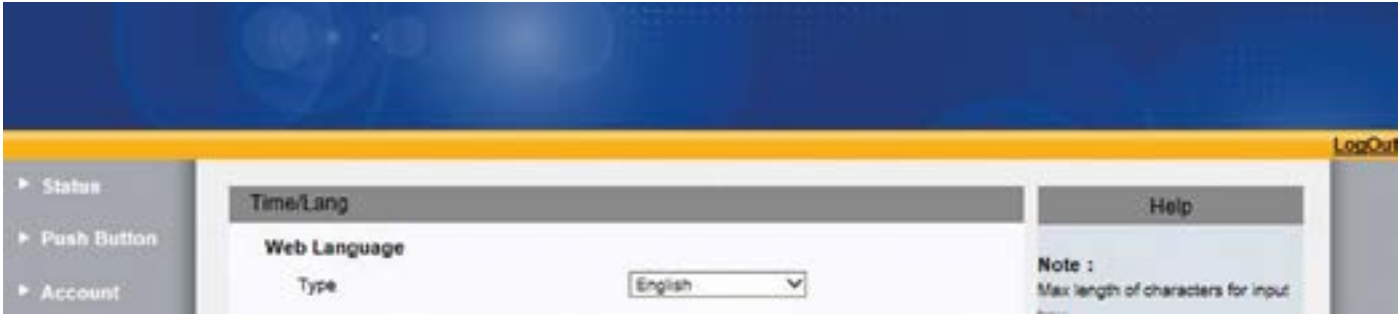 LogOut
Status
Push Button
Account
Time/Lang
Web Language
Type English
Help
Note :
Max length of characters for input